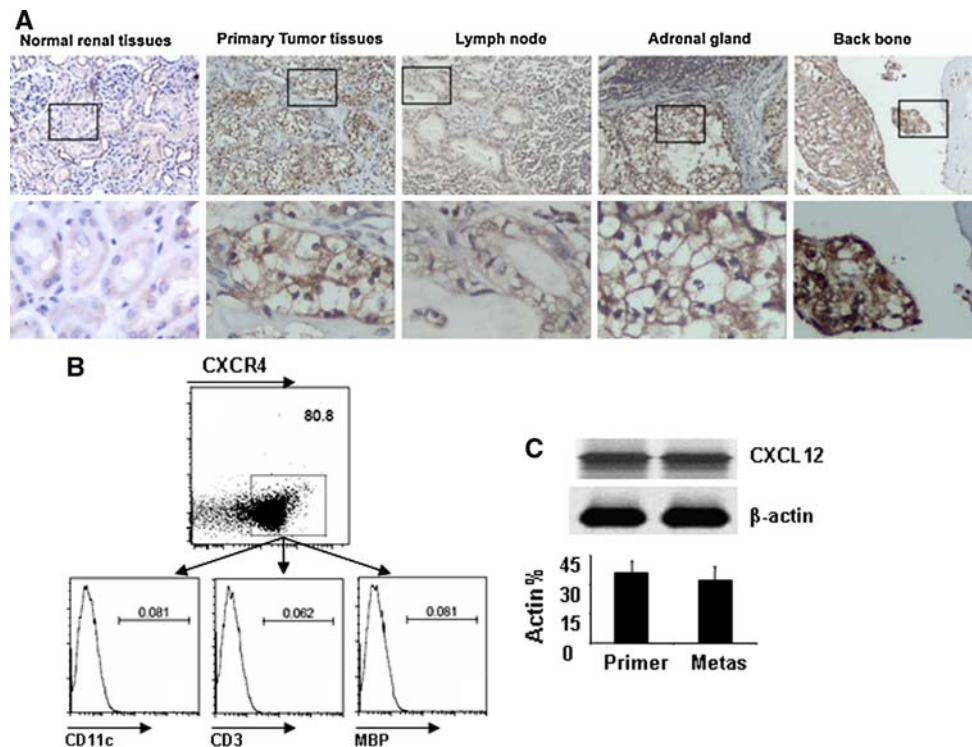 A
Normal renal tissues Primary Tumor tissues Lymph node Adrenal gland Back bone
B
CXCR4
80.8
0.081 0.062 0.081
CD11c CD3 MBP
C
CXCL12
β-actin
Actin %
45
30
15
0
Primer Metas